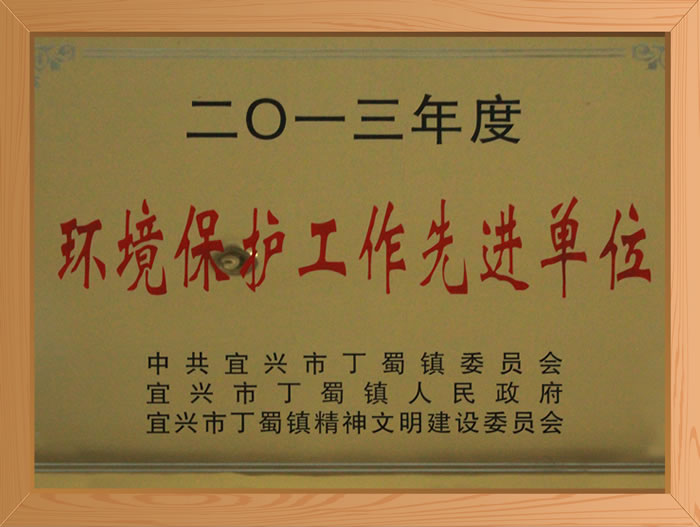 二〇一三年度
环境保护工作先进单位
中共宜兴市丁蜀镇委员会
宜兴市丁蜀镇人民政府
宜兴市丁蜀镇精神文明建设委员会